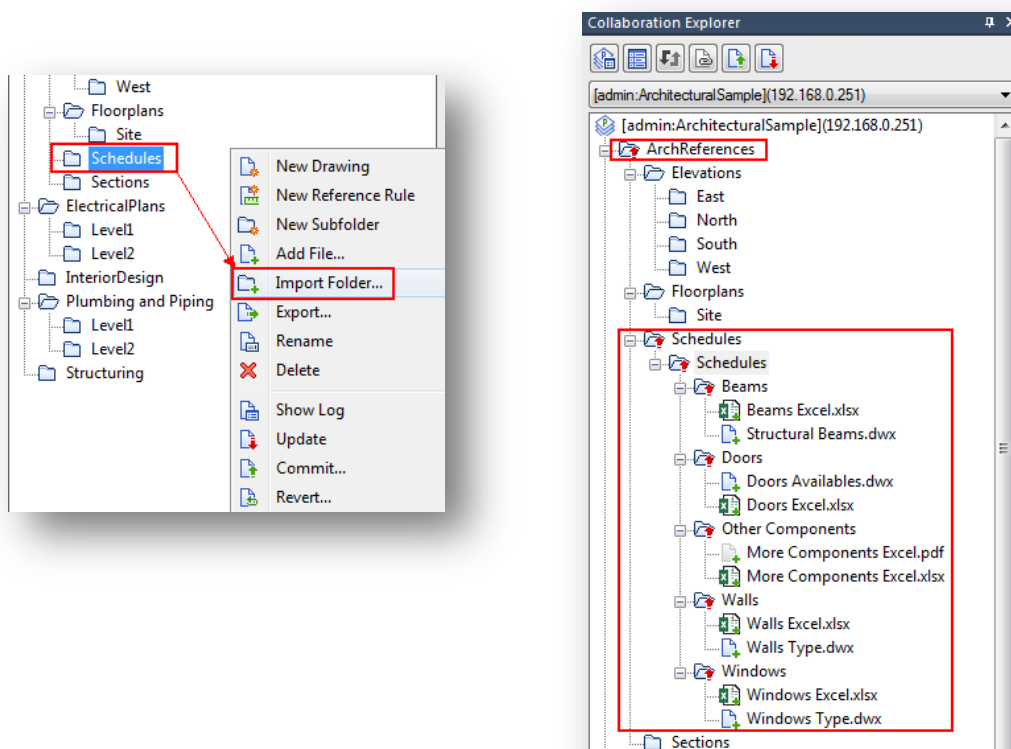 West
Floorplans
Site
Schedules
Sections
ElectricalPlans
Level1
Level2
InteriorDesign
Plumbing and Piping
Level1
Level2
Structuring
New Drawing
New Reference Rule
New Subfolder
Add File...
Import Folder...
Export...
Rename
Delete
Show Log
Update
Commit...
Revert...
Collaboration Explorer
[admin:ArchitecturalSample](192.168.0.251)
[admin:ArchitecturalSample](192.168.0.251)
ArchReferences
Elevations
East
North
South
West
Floorplans
Site
Schedules
Schedules
Beams
Beams Excel.xlsx
Structural Beams.dwx
Doors
Doors Availables.dwx
Doors Excel.xlsx
Other Components
More Components Excel.pdf
More Components Excel.xlsx
Walls
Walls Excel.xlsx
Walls Type.dwx
Windows
Windows Excel.xlsx
Windows Type.dwx
Sections